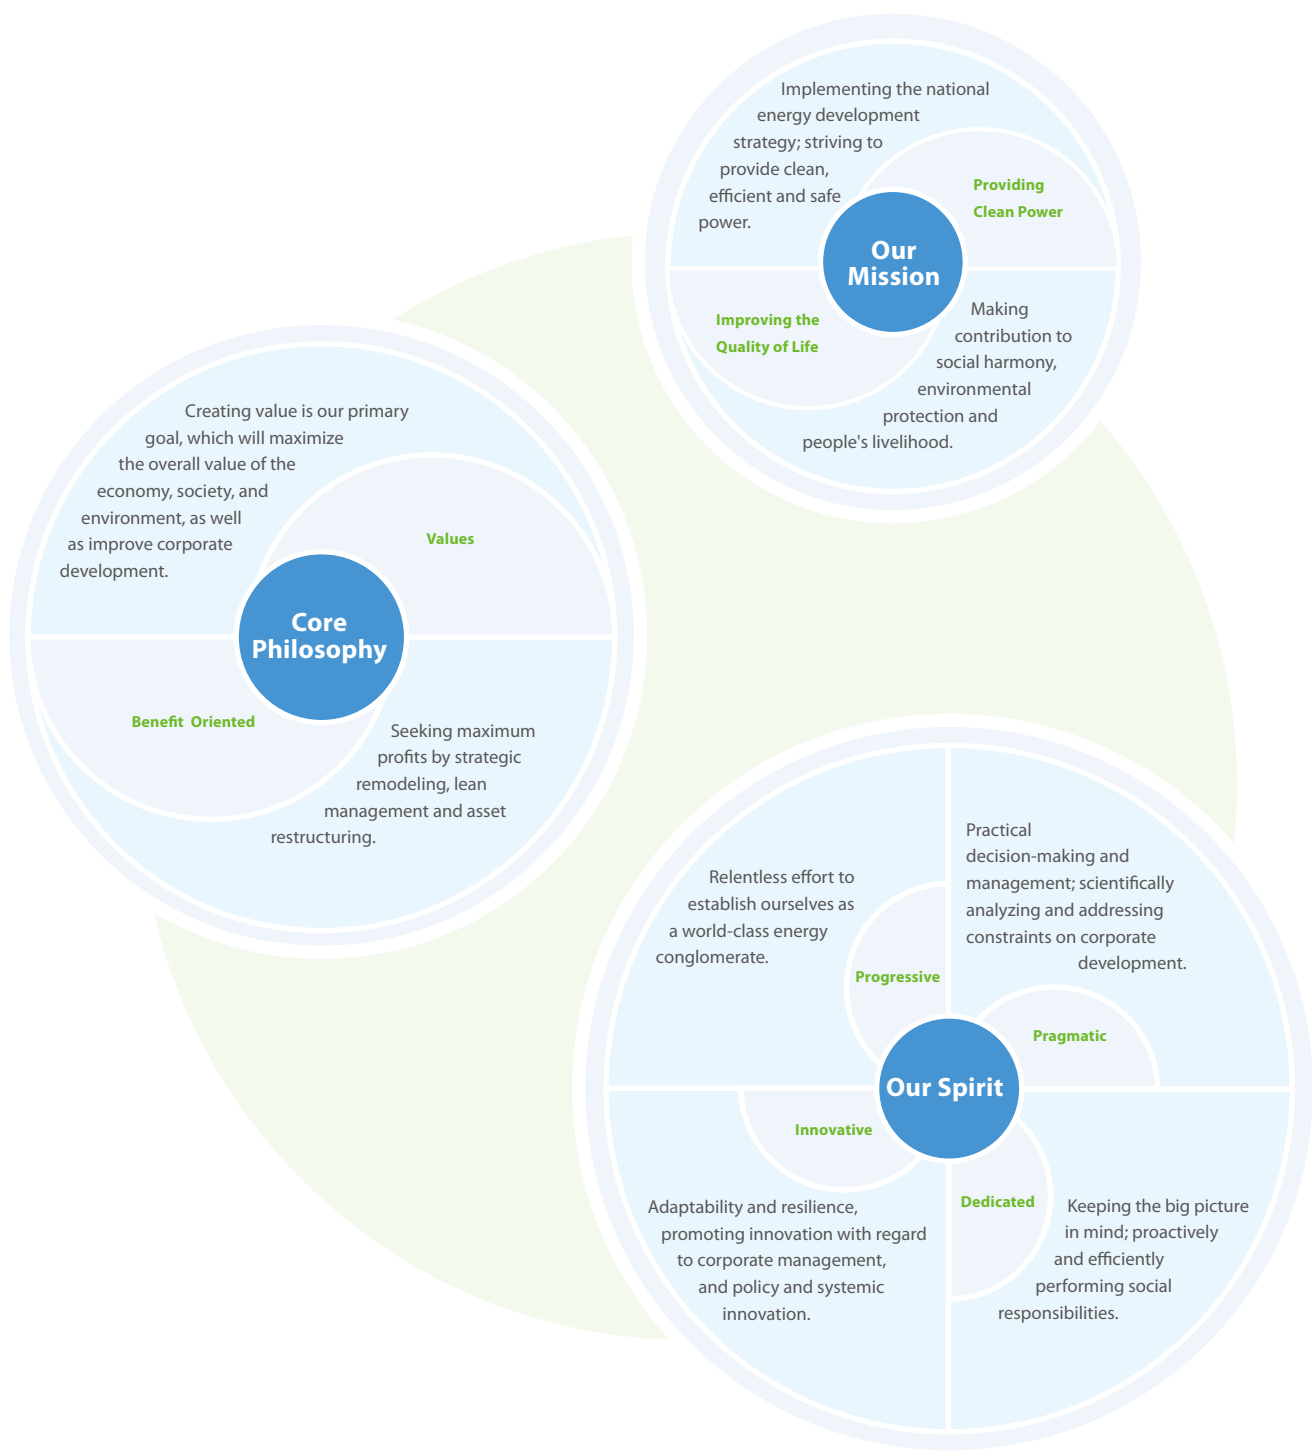 Implementing the national
energy development
strategy; striving to
provide clean,
efficient and safe
power.
Providing
Clean Power
Our
Mission
Improving the
Quality of Life
Making
contribution to
social harmony,
environmental
protection and
people's livelihood.
Creating value is our primary
goal, which will maximize
the overall value of the
economy, society, and
environment, as well
as improve corporate
development.
Values
Core
Philosophy
Benefit Oriented
Seeking maximum
profits by strategic
remodeling, lean
management and asset
restructuring.
Relentless effort to
establish ourselves as
a world-class energy
conglomerate.
Progressive
Practical
decision-making and
management; scientifically
analyzing and addressing
constraints on corporate
development.
Pragmatic
Our Spirit
Innovative
Adaptability and resilience,
promoting innovation with regard
to corporate management,
and policy and systemic
innovation.
Dedicated
Keeping the big picture
in mind; proactively
and efficiently
performing social
responsibilities.